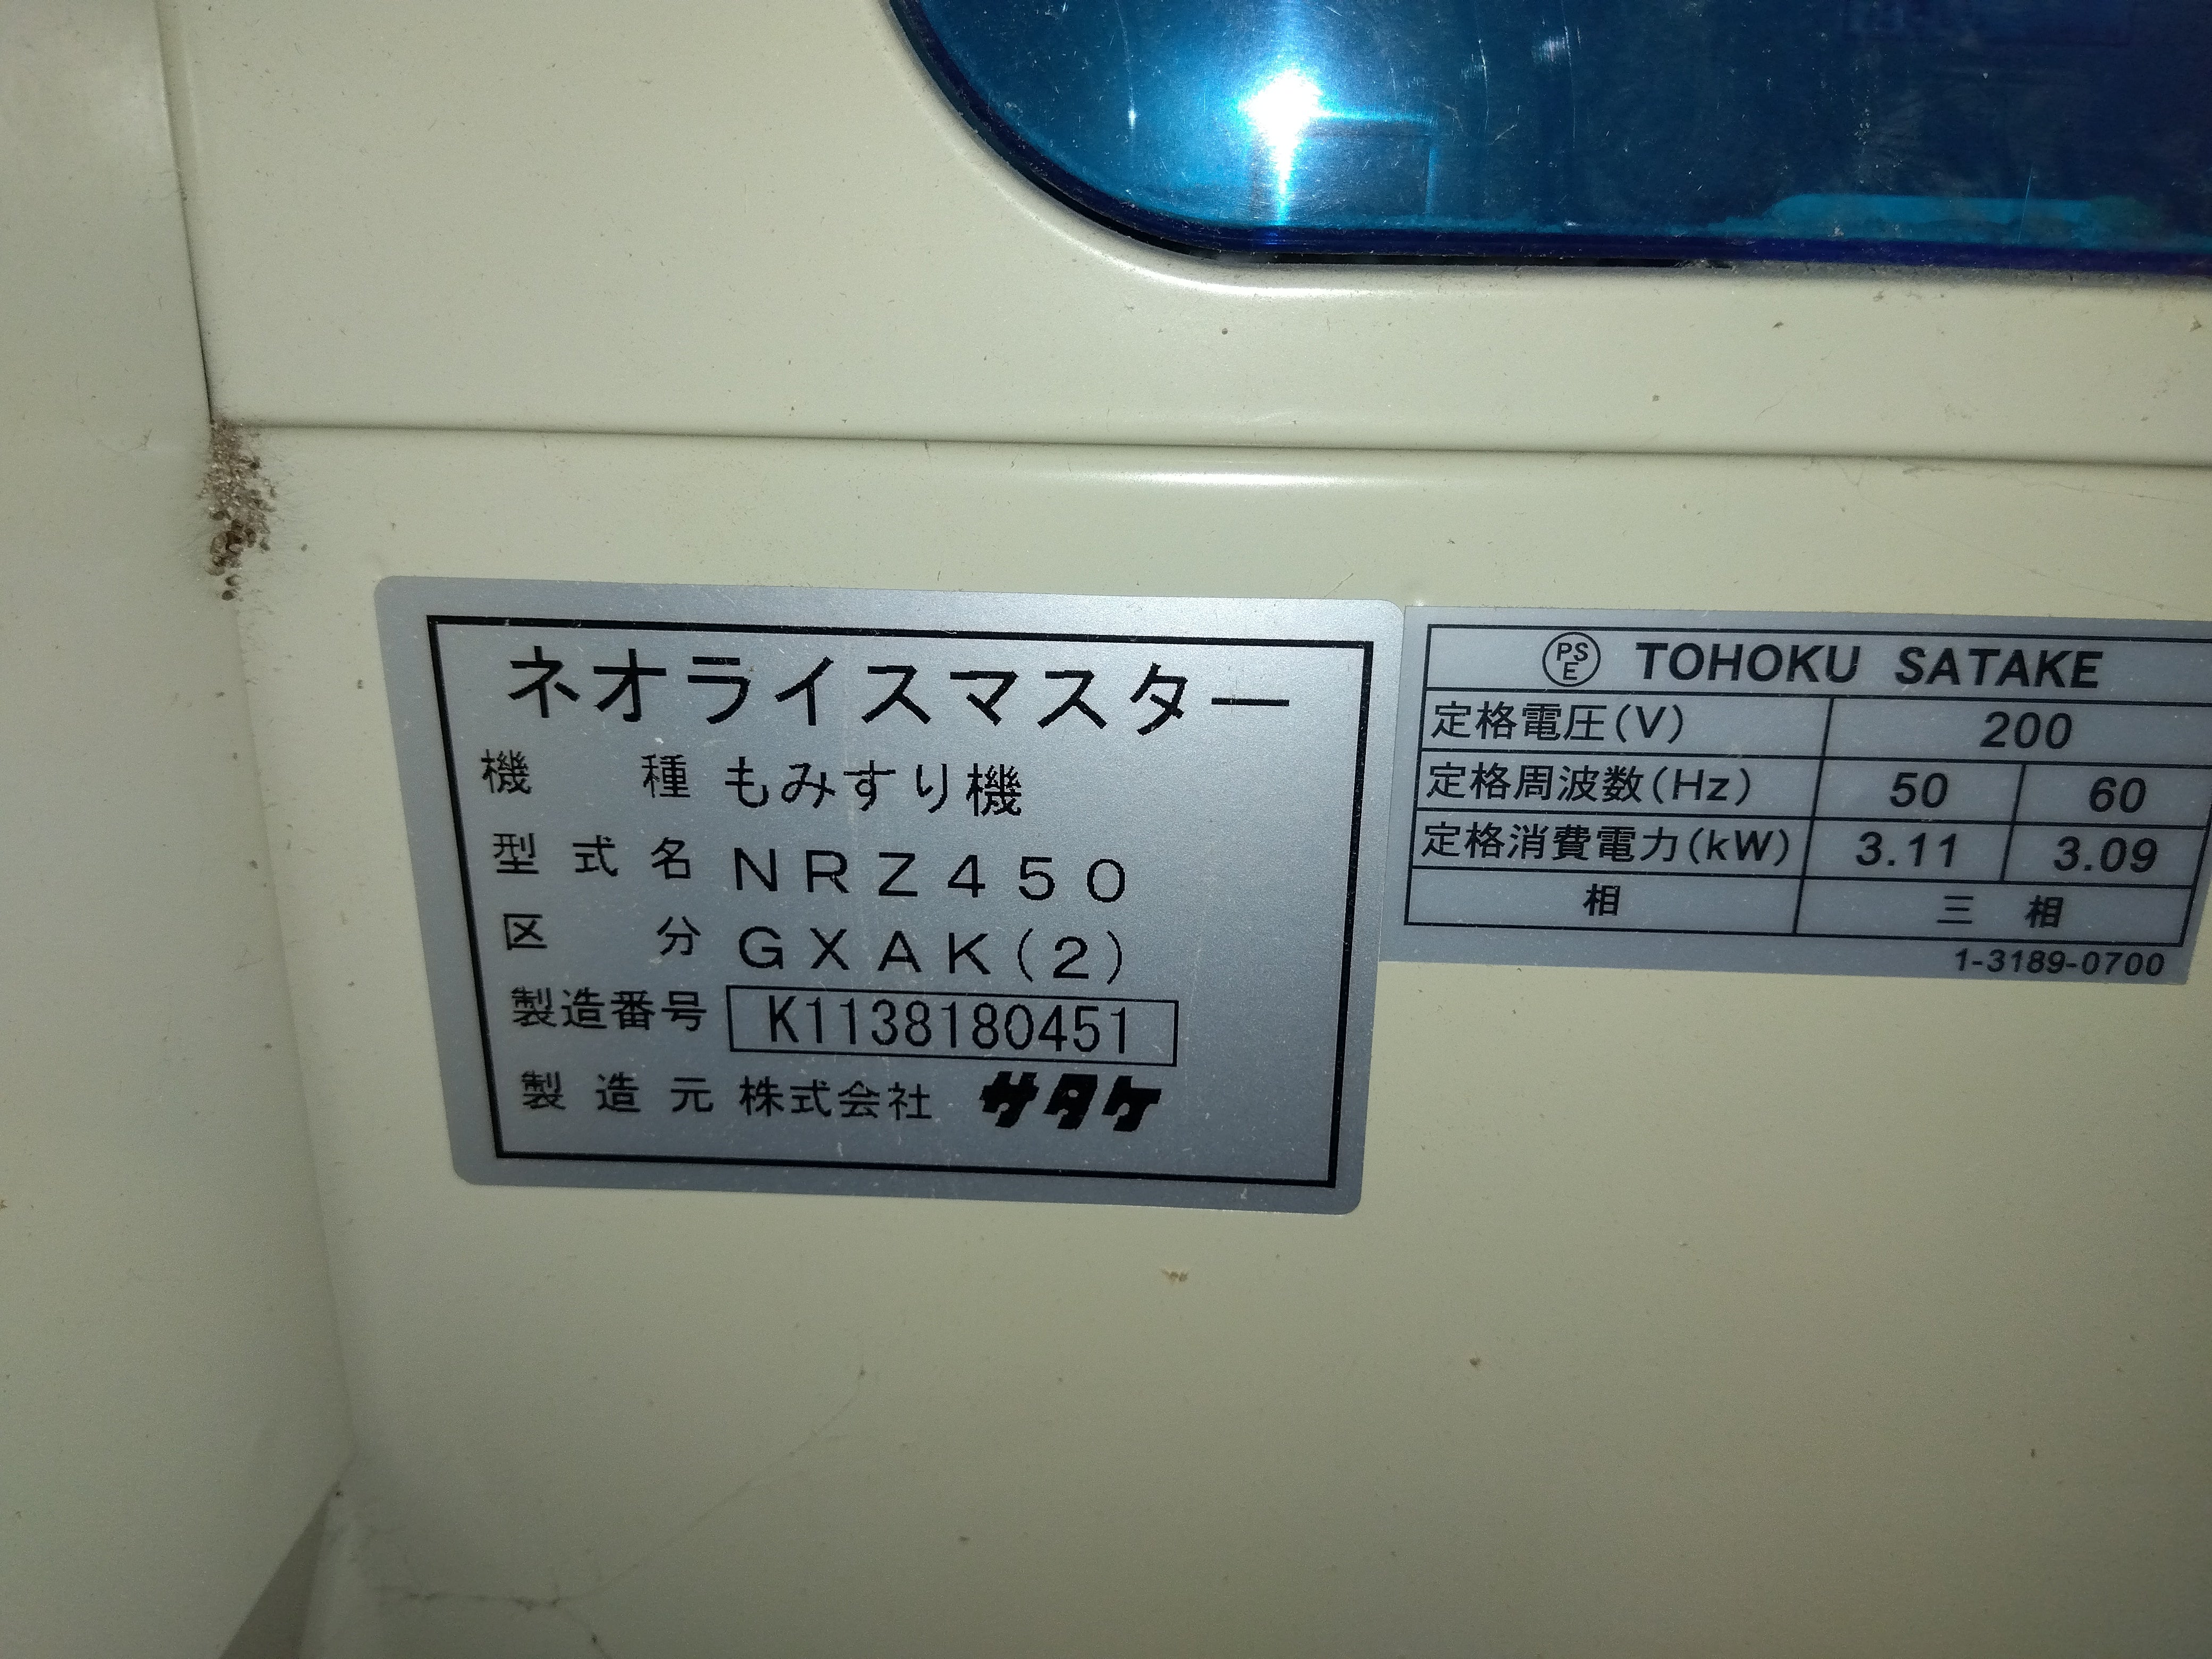 ネオライスマスター
機種 もみすり機
型式名 NRZ450
区分 GXAK(2)
製造番号 K1138180451
製造元 株式会社 サタケ
PSE TOHOKU SATAKE
定格電圧(V) 200
定格周波数(Hz) 50 60
定格消費電力(kW) 3.11 3.09
相 三相
1-3189-0700